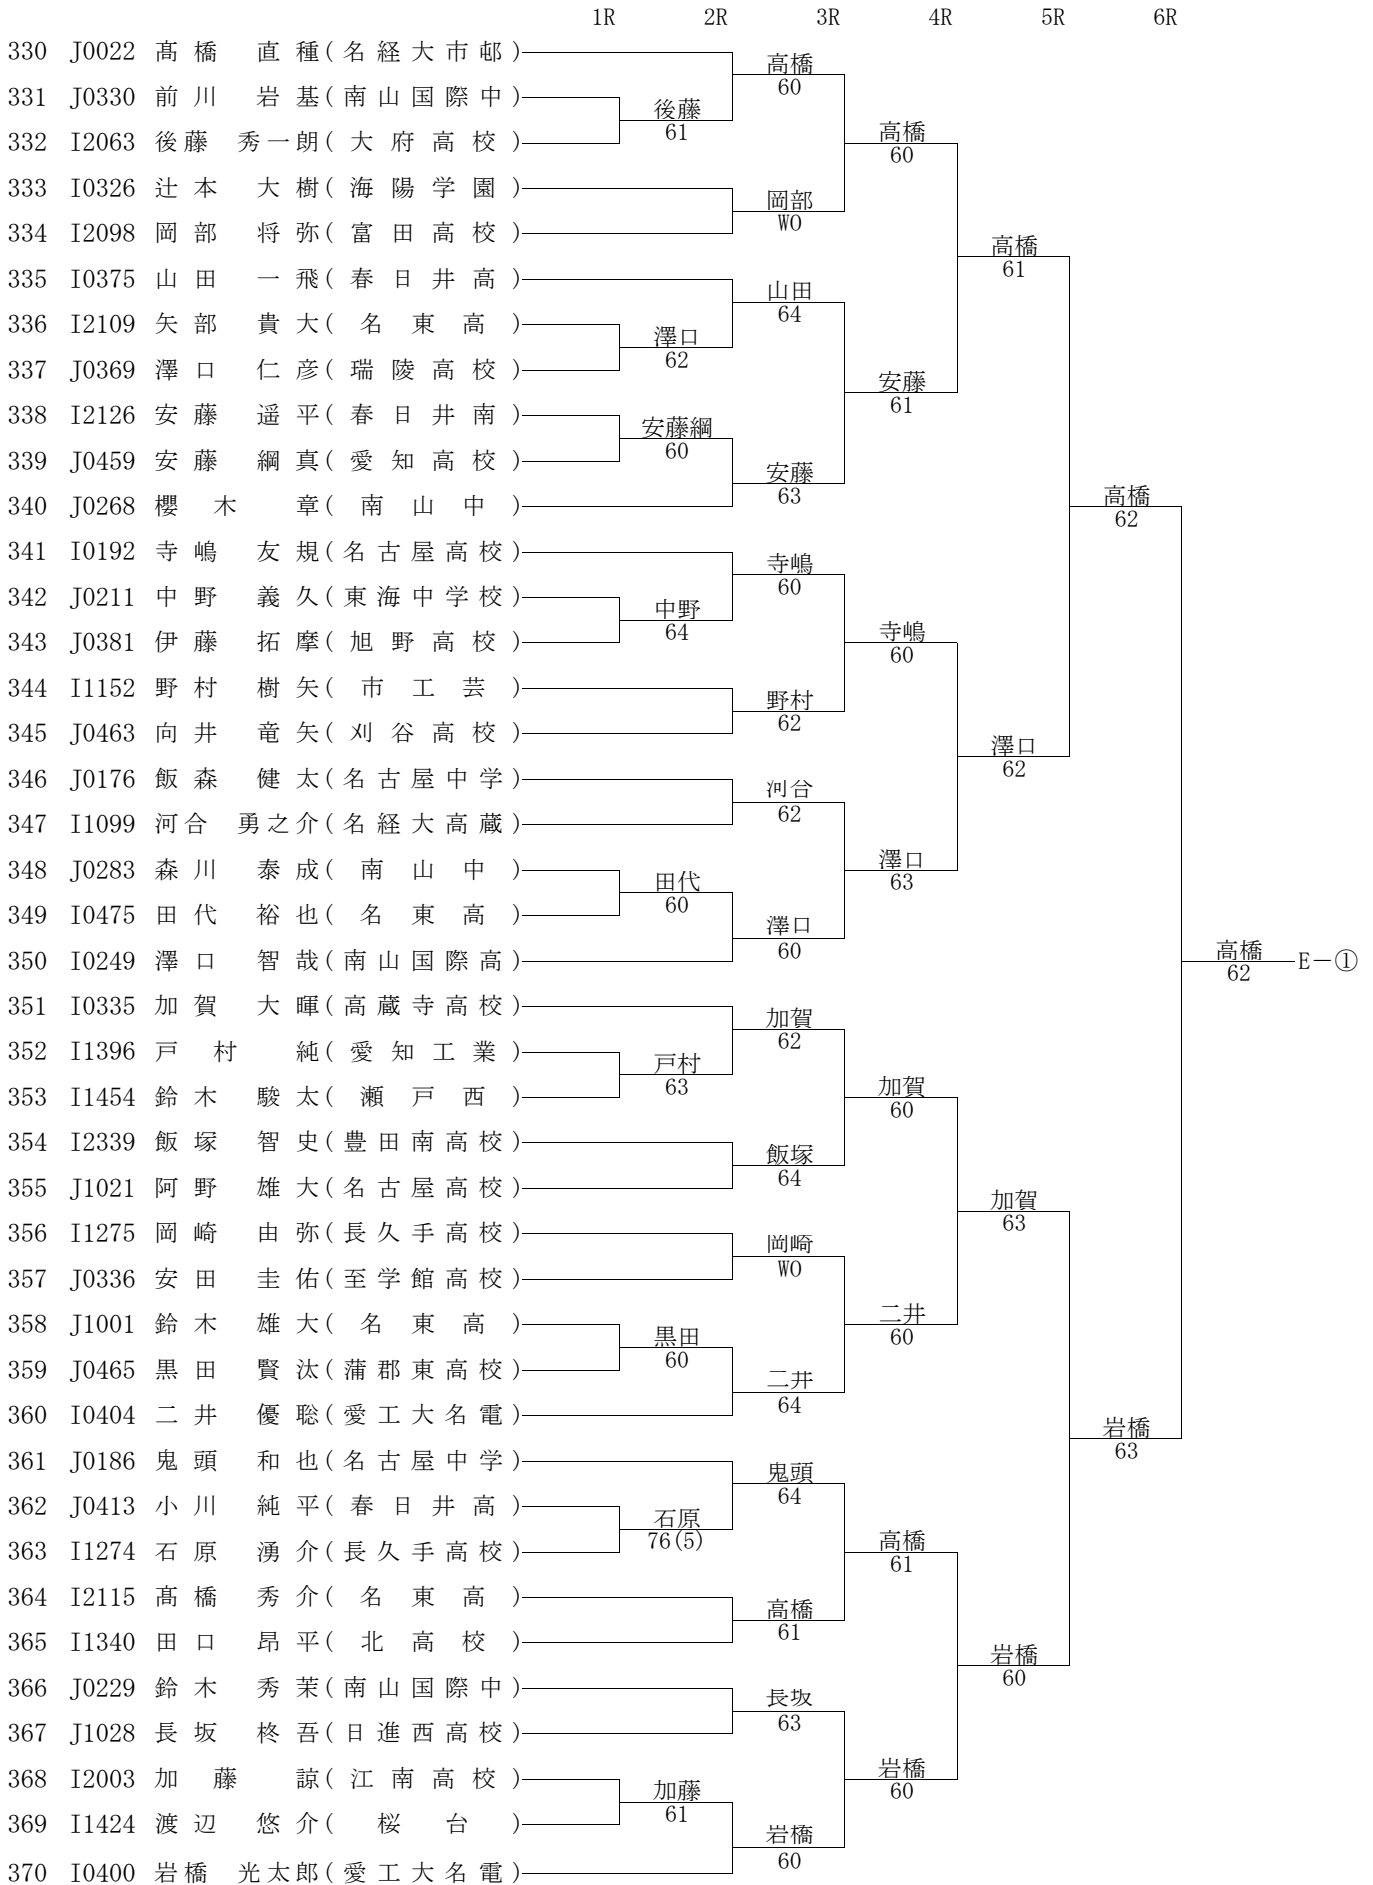 1R 2R 3R 4R 5R 6R
330 J0022 髙橋 直種(名経大市邨)
高橋
60
331 J0330 前川 岩基(南山国際中)
後藤
61
332 I2063 後藤 秀一朗(大府高校)
高橋
60
333 I0326 辻本 大樹(海陽学園)
岡部
WO
334 I2098 岡部 将弥(富田高校)
高橋
61
335 I0375 山田 一飛(春日井高)
山田
64
336 I2109 矢部 貴大(名東高)
澤口
62
337 J0369 澤口 仁彦(瑞陵高校)
安藤
61
338 I2126 安藤 遥平(春日井南)
安藤綱
60
339 J0459 安藤 綱真(愛知高校)
安藤
63
340 J0268 櫻木 章(南山中)
高橋
62
341 I0192 寺嶋 友規(名古屋高校)
寺嶋
60
342 J0211 中野 義久(東海中学校)
中野
64
343 J0381 伊藤 拓摩(旭野高校)
寺嶋
60
344 I1152 野村 樹矢(市工芸)
野村
62
345 J0463 向井 竜矢(刈谷高校)
澤口
62
346 J0176 飯森 健太(名古屋中学)
河合
62
347 I1099 河合 勇之介(名経大高蔵)
348 J0283 森川 泰成(南山中)
澤口
63
田代
60
349 I0475 田代 裕也(名東高)
澤口
60
350 I0249 澤口 智哉(南山国際高)
高橋
62
E－①
351 I0335 加賀 大暉(高蔵寺高校)
加賀
62
352 I1396 戸村 純(愛知工業)
戸村
63
353 I1454 鈴木 駿太(瀬戸西)
加賀
60
354 I2339 飯塚 智史(豊田南高校)
飯塚
64
355 J1021 阿野 雄大(名古屋高校)
加賀
63
356 I1275 岡崎 由弥(長久手高校)
岡崎
WO
357 J0336 安田 圭佑(至学館高校)
358 J1001 鈴木 雄大(名東高)
二井
60
黒田
60
359 J0465 黒田 賢汰(蒲郡東高校)
二井
64
360 I0404 二井 優聡(愛工大名電)
岩橋
63
361 J0186 鬼頭 和也(名古屋中学)
鬼頭
64
362 J0413 小川 純平(春日井高)
石原
76(5)
363 I1274 石原 湧介(長久手高校)
高橋
61
364 I2115 髙橋 秀介(名東高)
高橋
61
365 I1340 田口 昂平(北高校)
岩橋
60
366 J0229 鈴木 秀茉(南山国際中)
長坂
63
367 J1028 長坂 柊吾(日進西高校)
368 I2003 加藤 諒(江南高校)
岩橋
60
加藤
61
369 I1424 渡辺 悠介(桜台)
岩橋
60
370 I0400 岩橋 光太郎(愛工大名電)